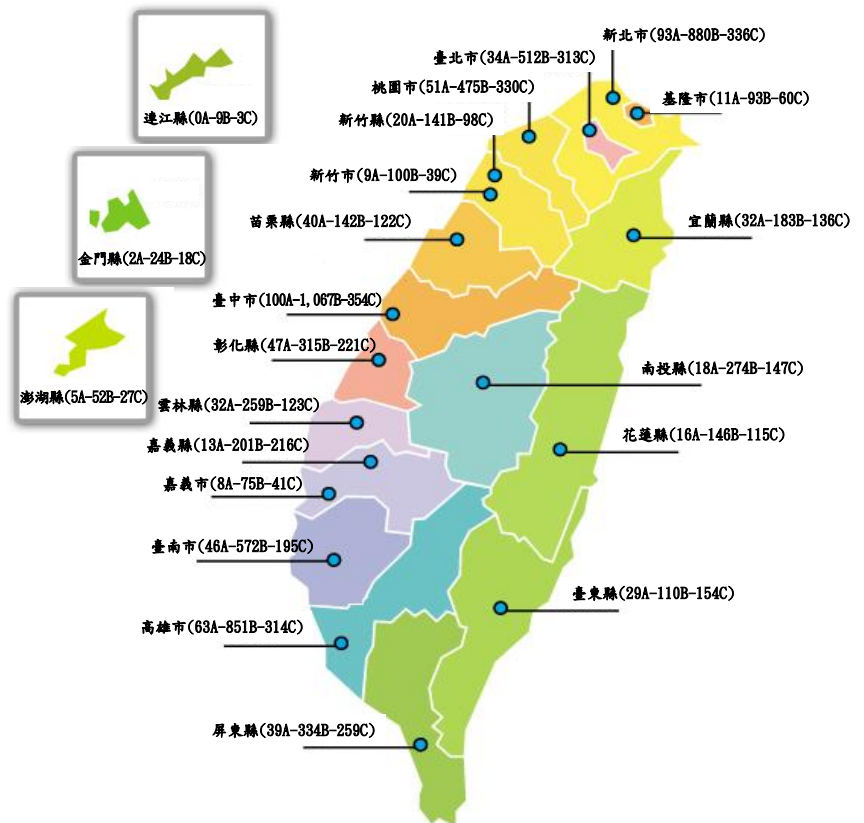 新北市(93A-880B-336C)
臺北市(34A-512B-313C)
桃園市(51A-475B-330C)
基隆市(11A-93B-60C)
連江縣(0A-9B-3C)
新竹縣(20A-141B-98C)
新竹市(9A-100B-39C)
苗栗縣(40A-142B-122C)
宜蘭縣(32A-183B-136C)
金門縣(2A-24B-18C)
臺中市(100A-1,067B-354C)
彰化縣(47A-315B-221C)
南投縣(18A-274B-147C)
澎湖縣(5A-52B-27C)
雲林縣(32A-259B-123C)
花蓮縣(16A-146B-115C)
嘉義縣(13A-201B-216C)
嘉義市(8A-75B-41C)
臺南市(46A-572B-195C)
臺東縣(29A-110B-154C)
高雄市(63A-851B-314C)
屏東縣(39A-334B-259C)